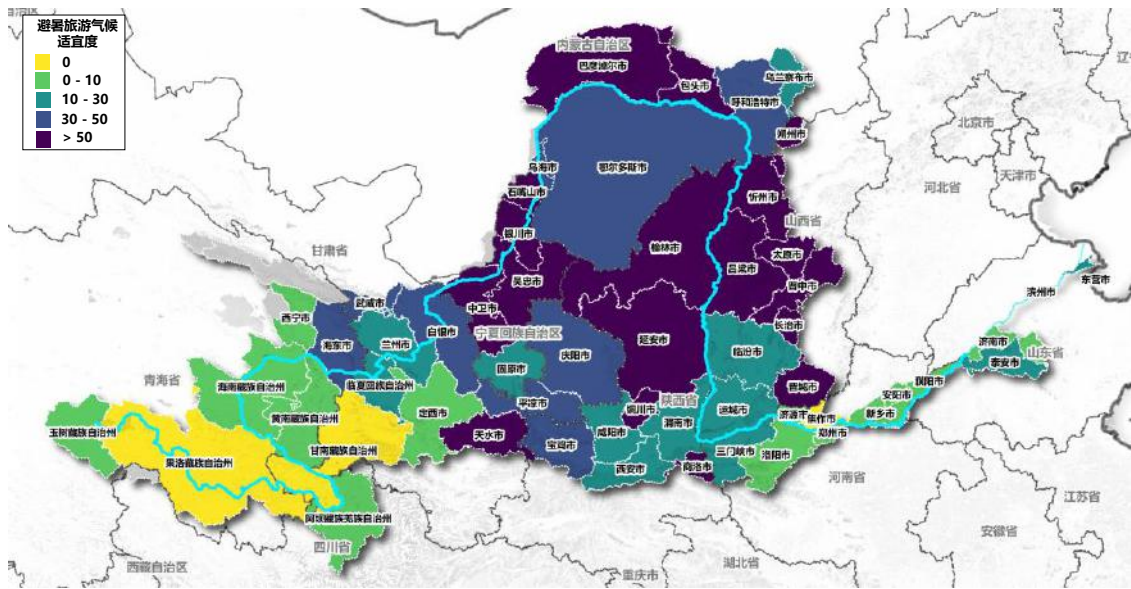 避暑旅游气候
适宜度
0
0 - 10
10 - 30
30 - 50
> 50
内蒙古自治区
巴彦淖尔市
包头市
乌兰察布市
呼和浩特市
朔州市
北京市
天津市
河北省
乌海市
鄂尔多斯市
石嘴山市
忻州市
山西省
银川市
榆林市
吕梁市
太原市
晋中市
甘肃省
吴忠市
东营市
滨州市
武威市
中卫市
西宁市
白银市
宁夏回族自治区
长治市
海东市
兰州市
庆阳市
延安市
临汾市
济南市
山东省
泰安市
固原市
青海省
海南藏族自治州
临夏回族自治州
晋城市
濮阳市
安阳市
新乡市
定西市
平凉市
铜川市
陕西省
黄南藏族自治州
运城市
济源市
焦作市
郑州市
玉树藏族自治州
天水市
咸阳市
渭南市
甘南藏族自治州
宝鸡市
三门峡市
洛阳市
果洛藏族自治州
西安市
商洛市
河南省
江苏省
阿坝藏族羌族自治州
安徽省
四川省
西藏自治区
重庆市
湖北省